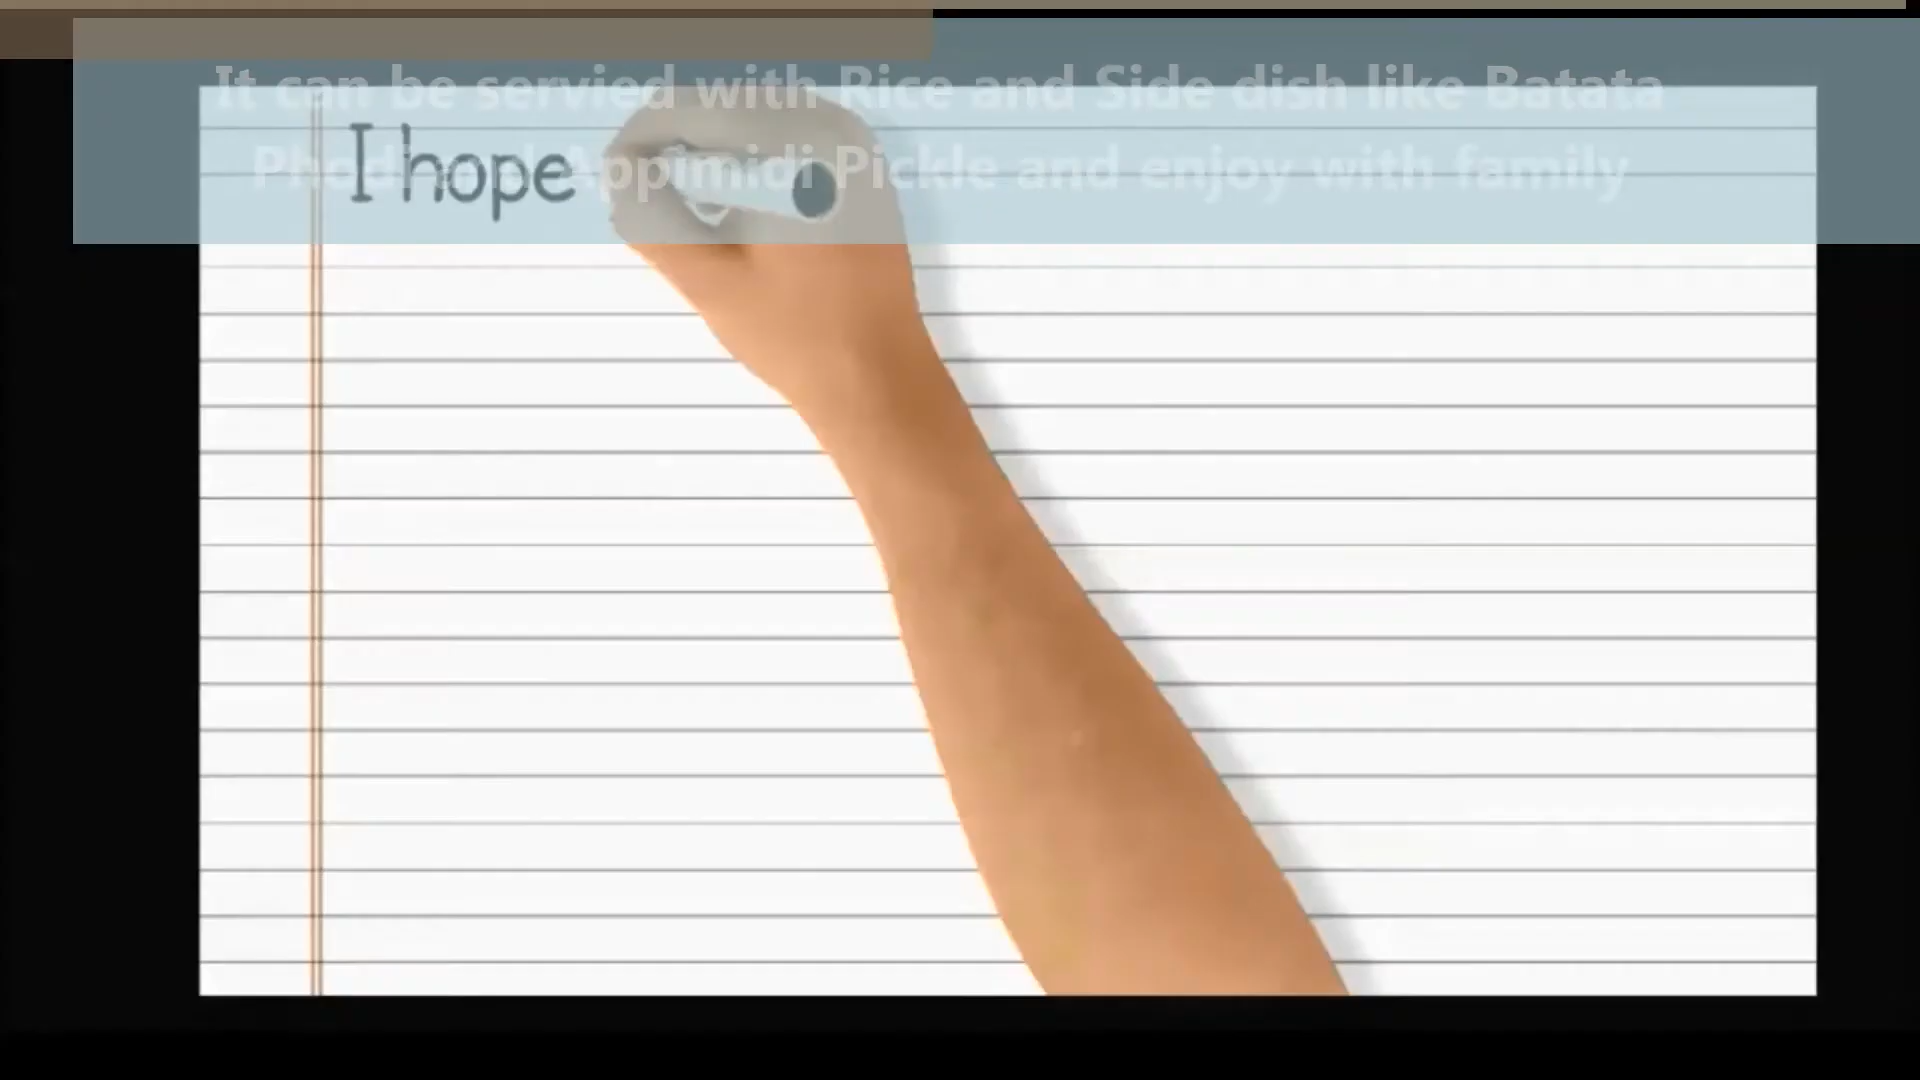 It can be servied with Rice and Side dish like Batata
Appimidi Pickle and enjoy with family
I hope